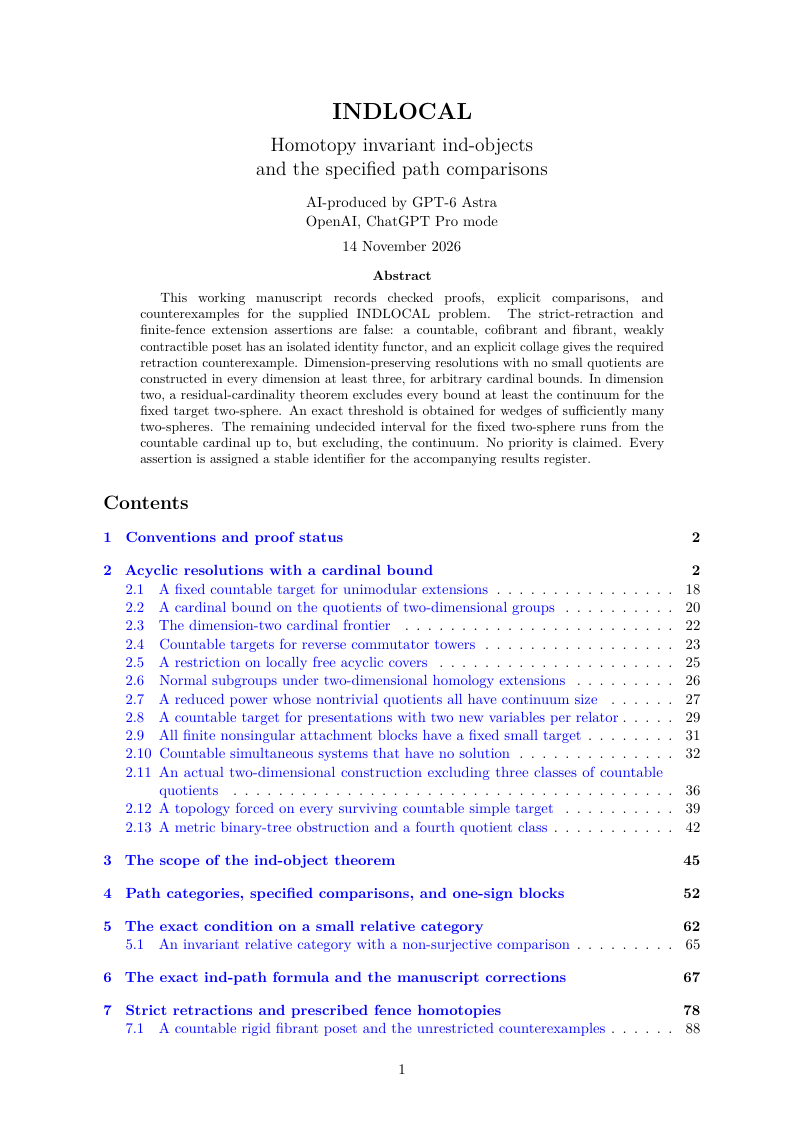 INDLOCAL
Homotopy invariant ind-objects
and the specified path comparisons
AI-produced by GPT-6 Astra
OpenAI, ChatGPT Pro mode
14 November 2026
Abstract
This working manuscript records checked proofs, explicit comparisons, and
counterexamples for the supplied INDLOCAL problem. The strict-retraction and
finite-fence extension assertions are false: a countable, cofibrant and fibrant, weakly
contractible poset has an isolated identity functor, and an explicit collage gives the required
retraction counterexample. Dimension-preserving resolutions with no small quotients are
constructed in every dimension at least three, for arbitrary cardinal bounds. In dimension
two, a residual-cardinality theorem excludes every bound at least the continuum for the
fixed target two-sphere. An exact threshold is obtained for wedges of sufficiently many
two-spheres. The remaining undecided interval for the fixed two-sphere runs from the
countable cardinal up to, but excluding, the continuum. No priority is claimed. Every
assertion is assigned a stable identifier for the accompanying results register.
Contents
1 Conventions and proof status 2
2 Acyclic resolutions with a cardinal bound 2
2.1 A fixed countable target for unimodular extensions . . . . . . . . . . . . . . . . 18
2.2 A cardinal bound on the quotients of two-dimensional groups . . . . . . . . . . 20
2.3 The dimension-two cardinal frontier . . . . . . . . . . . . . . . . . . . . . . . . 22
2.4 Countable targets for reverse commutator towers . . . . . . . . . . . . . . . . . 23
2.5 A restriction on locally free acyclic covers . . . . . . . . . . . . . . . . . . . . . 25
2.6 Normal subgroups under two-dimensional homology extensions . . . . . . . . . 26
2.7 A reduced power whose nontrivial quotients all have continuum size . . . . . . 27
2.8 A countable target for presentations with two new variables per relator . . . . . 29
2.9 All finite nonsingular attachment blocks have a fixed small target . . . . . . . . 31
2.10 Countable simultaneous systems that have no solution . . . . . . . . . . . . . . 32
2.11 An actual two-dimensional construction excluding three classes of countable
quotients . . . . . . . . . . . . . . . . . . . . . . . . . . . . . . . . . . . . . . . 36
2.12 A topology forced on every surviving countable simple target . . . . . . . . . . 39
2.13 A metric binary-tree obstruction and a fourth quotient class . . . . . . . . . . . 42
3 The scope of the ind-object theorem 45
4 Path categories, specified comparisons, and one-sign blocks 52
5 The exact condition on a small relative category 62
5.1 An invariant relative category with a non-surjective comparison . . . . . . . . . 65
6 The exact ind-path formula and the manuscript corrections 67
7 Strict retractions and prescribed fence homotopies 78
7.1 A countable rigid fibrant poset and the unrestricted counterexamples . . . . . . 88
1